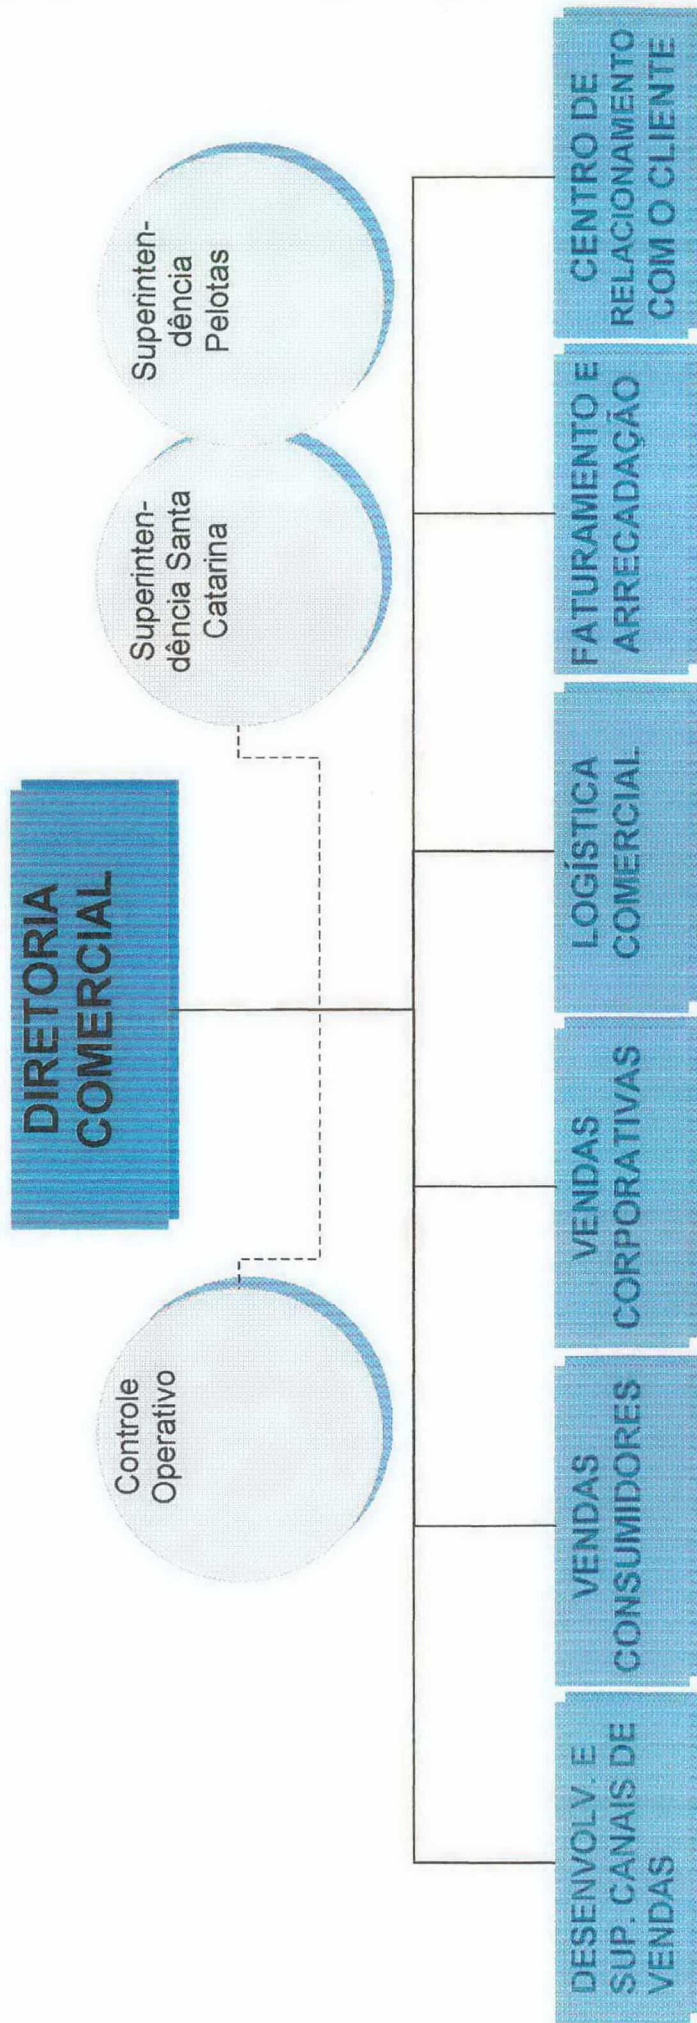 DIRETORIA
COMERCIAL
Controle
Operativo
Superinten-
dência Santa
Catarina
Superinten-
dência
Pelotas
DESENVOLV. E
SUP. CANAIS DE
VENDAS
VENDAS
CONSUMIDORES
VENDAS
CORPORATIVAS
LOGÍSTICA
COMERCIAL
FATURAMENTO E
ARRECADAÇÃO
CENTRO DE
RELACIONAMENTO
COM O CLIENTE